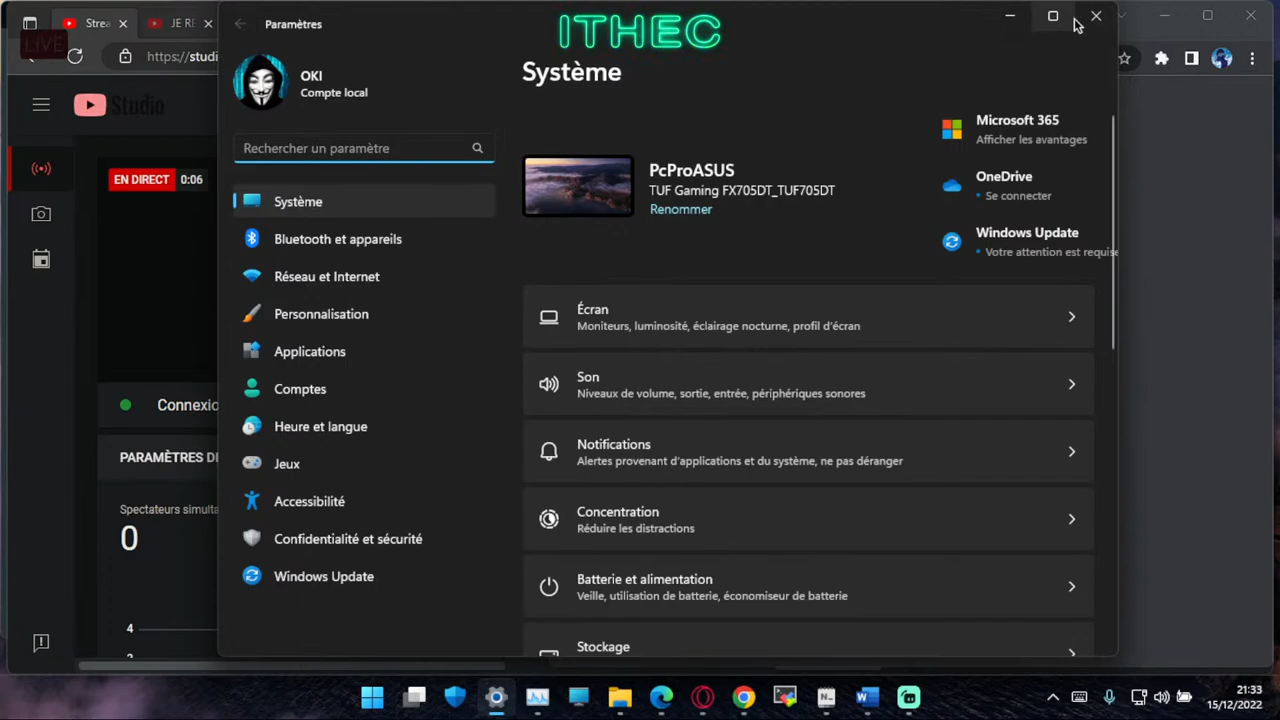 Strea
JE RE
LIVE
https://studi
Studio
EN DIRECT 0:06
Connexio
PARAMÈTRES DE
Spectateurs simulta
0
4
Paramètres
ITHEC
OKI
Compte local
Rechercher un paramètre
Système
Bluetooth et appareils
Réseau et Internet
Personnalisation
Applications
Comptes
Heure et langue
Jeux
Accessibilité
Confidentialité et sécurité
Windows Update
Système
PcProASUS
TUF Gaming FX705DT_TUF705DT
Renommer
Microsoft 365
Afficher les avantages
OneDrive
• Se connecter
Windows Update
• Votre attention est requise
Écran
Moniteurs, luminosité, éclairage nocturne, profil d'écran
Son
Niveaux de volume, sortie, entrée, périphériques sonores
Notifications
Alertes provenant d'applications et du système, ne pas déranger
Concentration
Réduire les distractions
Batterie et alimentation
Veille, utilisation de batterie, économiseur de batterie
Stockage
21:33
15/12/2022